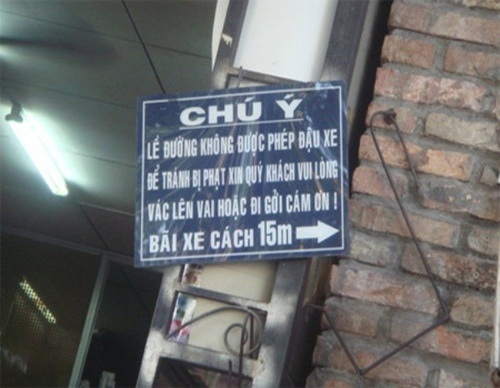 CHÚ Ý
LỀ ĐƯỜNG KHÔNG ĐƯỢC PHÉP ĐẬU XE
ĐỂ TRÁNH BỊ PHẠT XIN QUÝ KHÁCH VUI LÒNG
VÁC LÊN VAI HOẶC ĐI GỞI CÁM ƠN !
BÃI XE CÁCH 15m